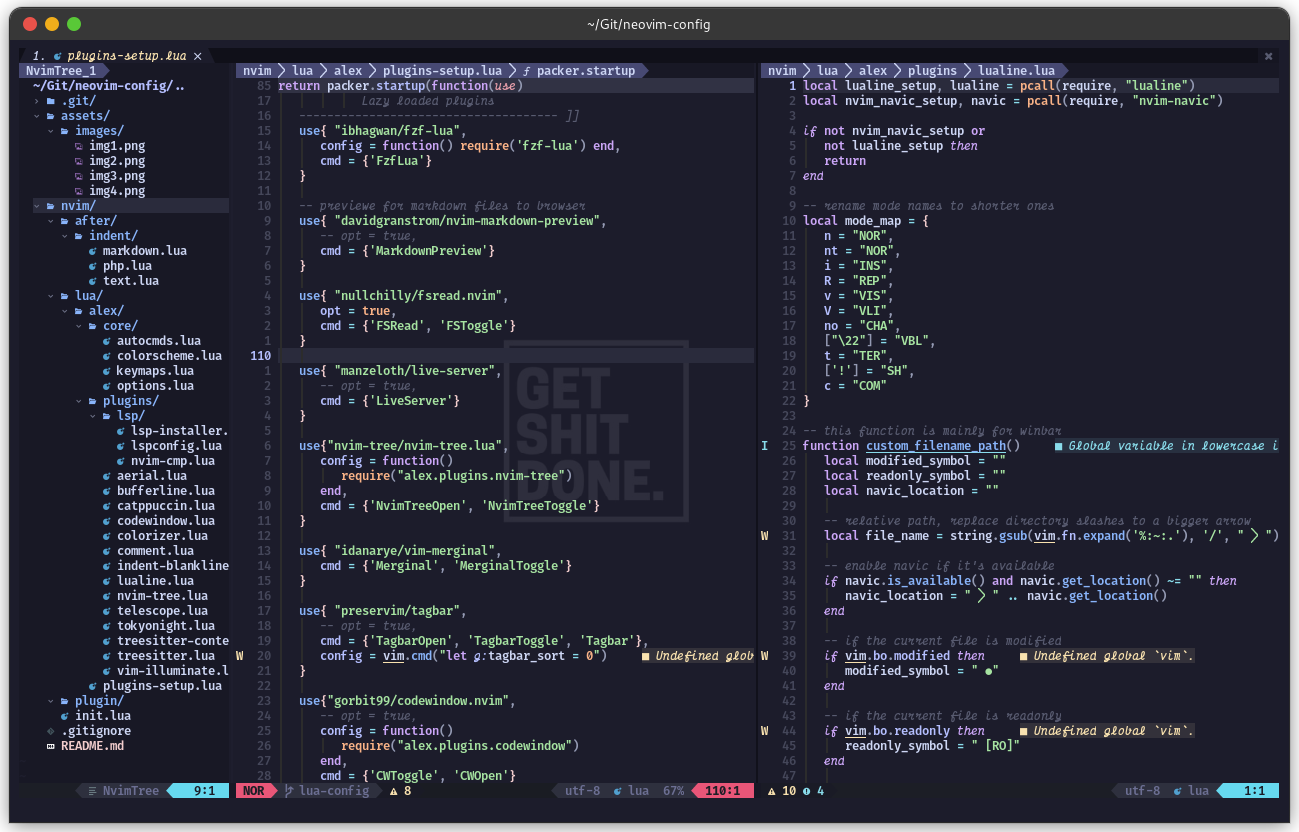 ~/Git/neovim-config
1. plugins-setup.lua ×
NvimTree_1
~/Git/neovim-config/..
.git/
assets/
images/
img1.png
img2.png
img3.png
img4.png
nvim/
after/
indent/
markdown.lua
php.lua
text.lua
lua/
alex/
core/
autocmds.lua
colorscheme.lua
keymaps.lua
options.lua
plugins/
lsp/
lsp-installer.
lspconfig.lua
nvim-cmp.lua
aerial.lua
bufferline.lua
catppuccin.lua
codewindow.lua
colorizer.lua
comment.lua
indent-blankline
lualine.lua
nvim-tree.lua
telescope.lua
tokyonight.lua
treesitter-conte
treesitter.lua
vim-illuminate.l
plugins-setup.lua
plugin/
init.lua
.gitignore
README.md
NvimTree 9:1
nvim > lua > alex > plugins-setup.lua > ƒ packer.startup
85 return packer.startup(function(use)
17 Lazy loaded plugins
16 ------------------------------------- ]]
15 use{ "ibhagwan/fzf-lua",
14 config = function() require('fzf-lua') end,
13 cmd = {'FzfLua'}
12 }
11
10 -- previewe for markdown files to browser
9 use{ "davidgranstrom/nvim-markdown-preview",
8 -- opt = true,
7 cmd = {'MarkdownPreview'}
6 }
5
4 use{ "nullchilly/fsread.nvim",
3 opt = true,
2 cmd = {'FSRead', 'FSToggle'}
1 }
110
1 use{ "manzeloth/live-server",
2 -- opt = true,
3 cmd = {'LiveServer'}
4 }
5
6 use{"nvim-tree/nvim-tree.lua",
7 config = function()
8 require("alex.plugins.nvim-tree")
9 end,
10 cmd = {'NvimTreeOpen', 'NvimTreeToggle'}
11 }
12
13 use{ "idanarye/vim-merginal",
14 cmd = {'Merginal', 'MerginalToggle'}
15 }
16
17 use{ "preservim/tagbar",
18 -- opt = true,
19 cmd = {'TagbarOpen', 'TagbarToggle', 'Tagbar'},
W 20 config = vim.cmd("let g:tagbar_sort = 0") ■ Undefined glob
21 }
22
23 use{"gorbit99/codewindow.nvim",
24 -- opt = true,
25 config = function()
26 require("alex.plugins.codewindow")
27 end,
28 cmd = {'CWToggle', 'CWOpen'}
GET
SHIT
DONE.
NOR lua-config 8 utf-8 lua 67% 110:1
nvim > lua > alex > plugins > lualine.lua
1 local lualine_setup, lualine = pcall(require, "lualine")
2 local nvim_navic_setup, navic = pcall(require, "nvim-navic")
3
4 if not nvim_navic_setup or
5 not lualine_setup then
6 return
7 end
8
9 -- rename mode names to shorter ones
10 local mode_map = {
11 n = "NOR",
12 nt = "NOR",
13 i = "INS",
14 R = "REP",
15 v = "VIS",
16 V = "VLI",
17 no = "CHA",
18 ["\22"] = "VBL",
19 t = "TER",
20 ['!'] = "SH",
21 c = "COM"
22 }
23
24 -- this function is mainly for winbar
I 25 function custom_filename_path() ■ Global variable in lowercase i
26 local modified_symbol = ""
27 local readonly_symbol = ""
28 local navic_location = ""
29
30 -- relative path, replace directory slashes to a bigger arrow
W 31 local file_name = string.gsub(vim.fn.expand('%:~:.'), '/', " > ")
32
33 -- enable navic if it's available
34 if navic.is_available() and navic.get_location() ~= "" then
35 navic_location = " > " .. navic.get_location()
36 end
37
38 -- if the current file is modified
W 39 if vim.bo.modified then ■ Undefined global `vim`.
40 modified_symbol = " ●"
41 end
42
43 -- if the current file is readonly
W 44 if vim.bo.readonly then ■ Undefined global `vim`.
45 readonly_symbol = " [RO]"
46 end
47
10 4 utf-8 lua 1:1